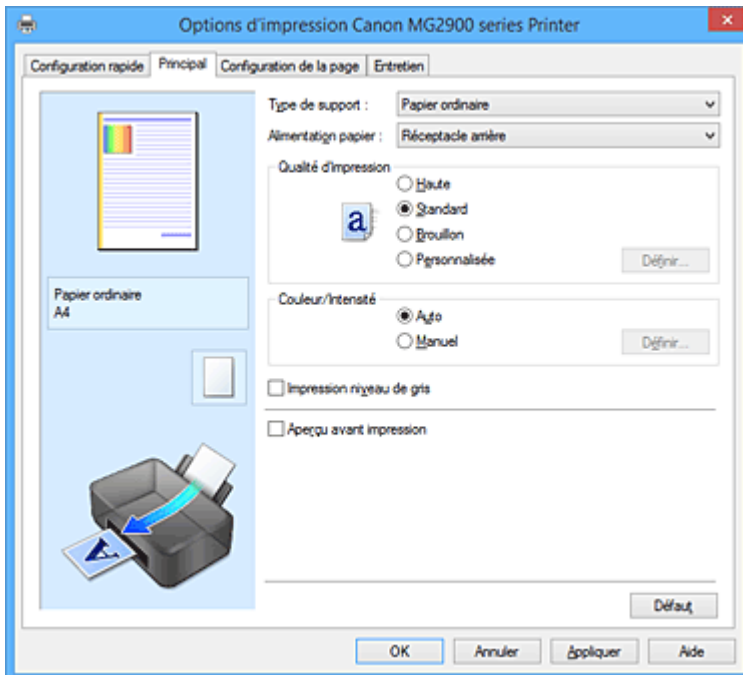 Options d'impression Canon MG2900 series Printer
Configuration rapide Principal Configuration de la page Entretien
Type de support : Papier ordinaire
Alimentation papier : Réceptacle arrière
Qualité d'impression
Haute
a Standard
Brouillon
Personnalisée Définir...
Papier ordinaire
A4
Couleur/Intensité
Auto
Manuel Définir...
Impression niveau de gris
Aperçu avant impression
A
Défaut
OK Annuler Appliquer Aide